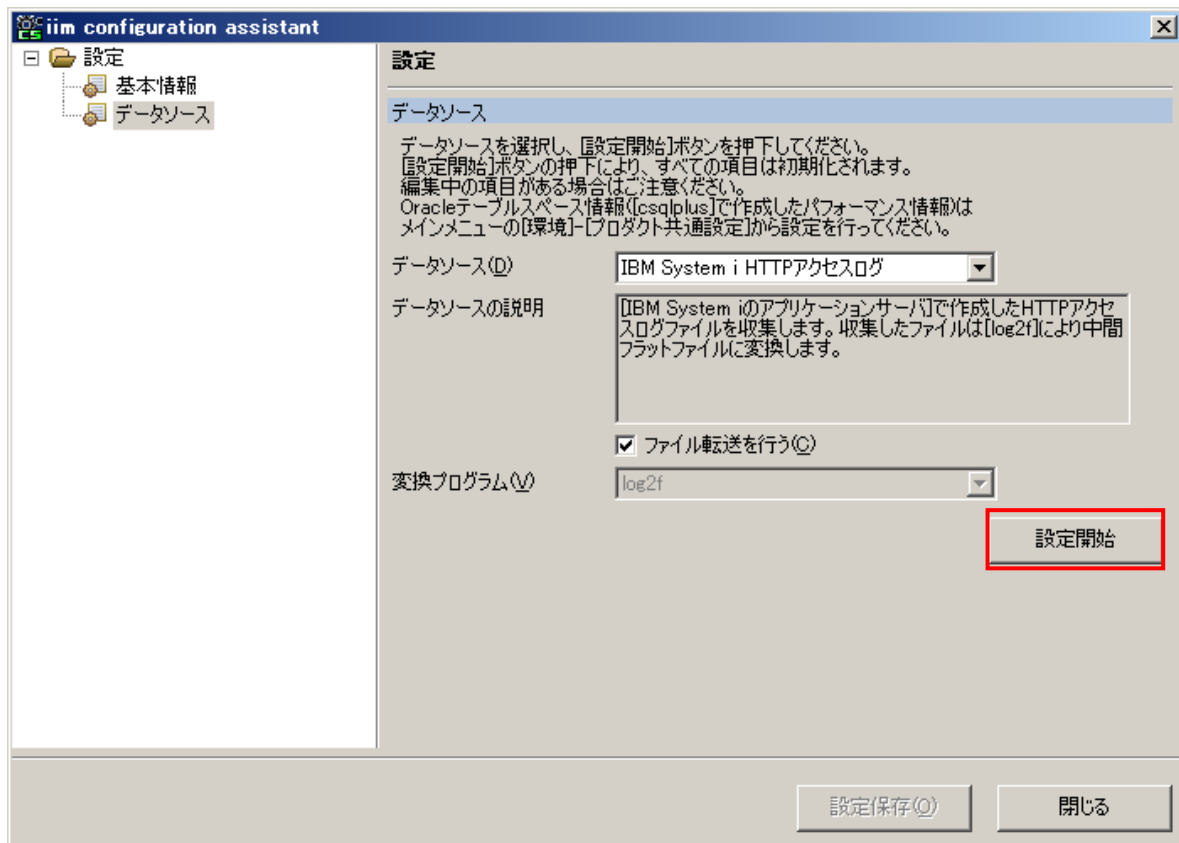 iim configuration assistant
設定
基本情報
データソース
設定
データソース
データソースを選択し、[設定開始]ボタンを押下してください。
[設定開始]ボタンの押下により、すべての項目は初期化されます。
編集中の項目がある場合はご注意ください。
Oracleテーブルスペース情報([csqlplus]で作成したパフォーマンス情報)は
メインメニューの[環境]-[プロダクト共通設定]から設定を行ってください。
データソース(D)
IBM System i HTTPアクセスログ
データソースの説明
[IBM System iのアプリケーションサーバ]で作成したHTTPアクセ
スログファイルを収集します。収集したファイルは[log2f]により中間
フラットファイルに変換します。
ファイル転送を行う(C)
変換プログラム(V)
log2f
設定開始
設定保存(O)
閉じる